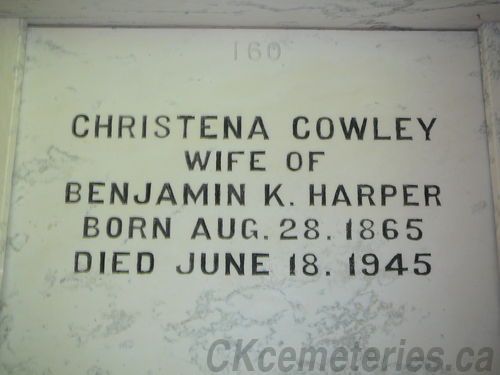 160
CHRISTENA COWLEY
WIFE OF
BENJAMIN K. HARPER
BORN AUG. 28. 1865
DIED JUNE 18. 1945
CKcemeteries.ca